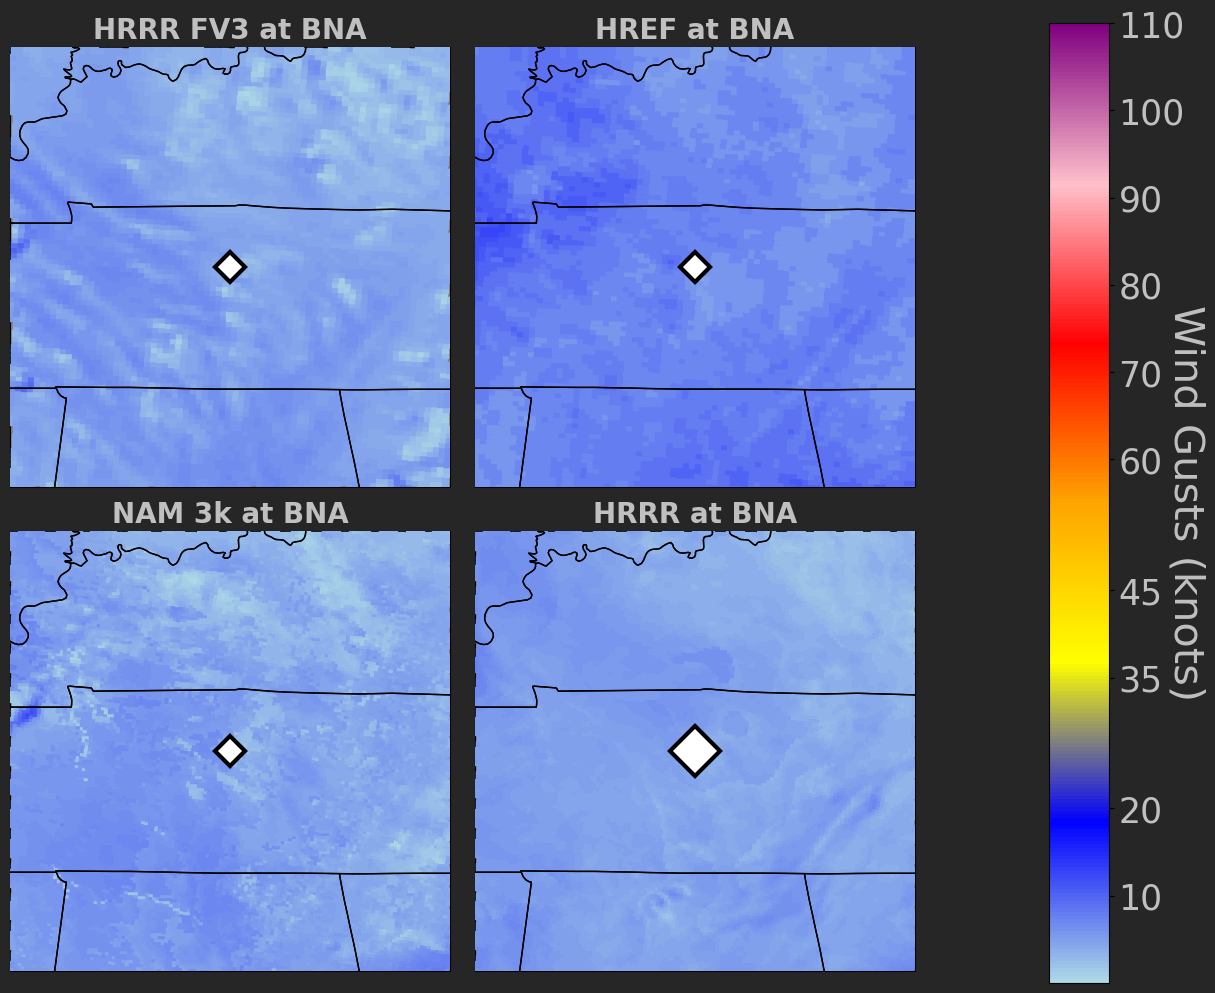 HRRR FV3 at BNA
HREF at BNA
NAM 3k at BNA
HRRR at BNA
110
100
90
80
70
60
45
35
20
10
Wind Gusts (knots)